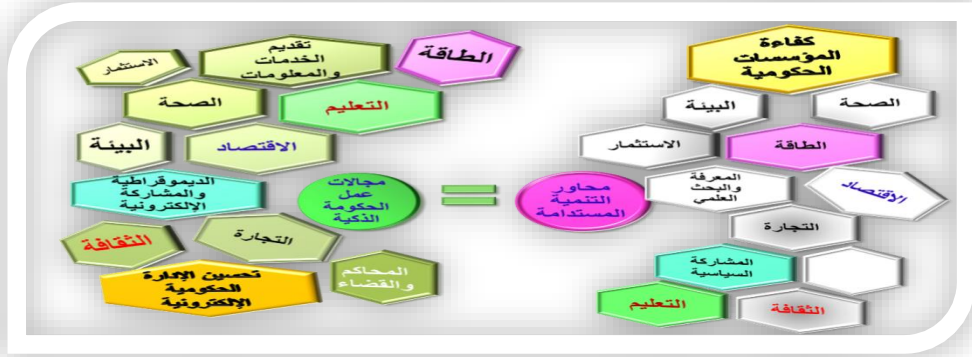 كفاءة
المؤسسات
الحكومية
البيئة
الصحة
الاستثمار
الطاقة
المعرفة
والبحث
العلمي
الاقتصاد
التجارة
المشاركة
السياسية
التعليم
الثقافة
محاور
التنمية
المستدامة
=
مجالات
عمل
الحكومة
الذكية
الاستثمار
تقديم
الخدمات
والمعلومات
الطاقة
الصحة
التعليم
البيئة
الاقتصاد
الديموقراطية
والمشاركة
الإلكترونية
الثقافة
التجارة
تحسين الإدارة
الحكومية
الإلكترونية
المحاكم
والقضاء